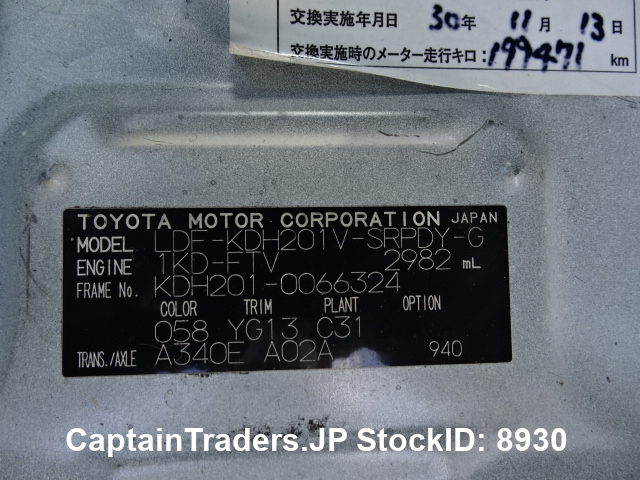 交換実施年月日 30年 11月 13日
交換実施時のメーター走行キロ: 199471 km
TOYOTA MOTOR CORPORATION JAPAN
MODEL LDF-KDH201V-SRPDY-G
ENGINE 1KD-FTV 2982 mL
FRAME No. KDH201-0066324
COLOR TRIM PLANT OPTION
058 YG13 C31
TRANS./AXLE A340E A02A 940
CaptainTraders.JP StockID: 8930